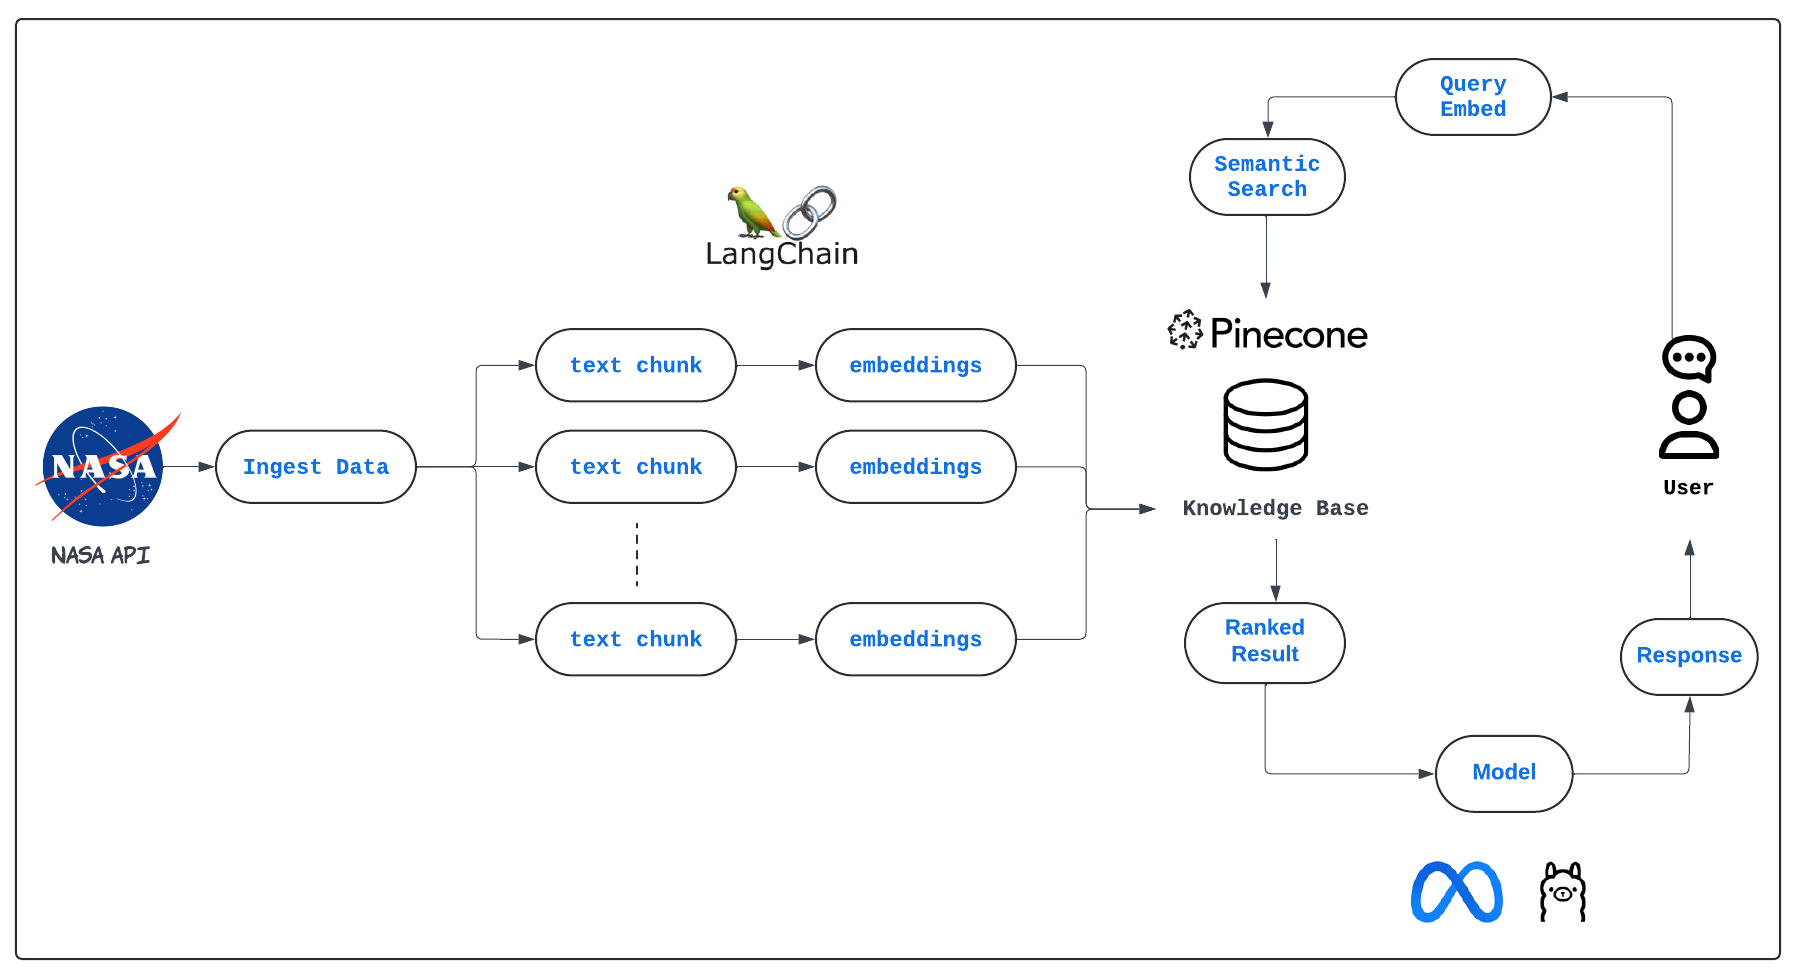 Query
Embed
Semantic
Search
LangChain
Pinecone
text chunk
embeddings
NASA
Ingest Data
text chunk
embeddings
User
Knowledge Base
NASA API
text chunk
embeddings
Ranked
Result
Response
Model